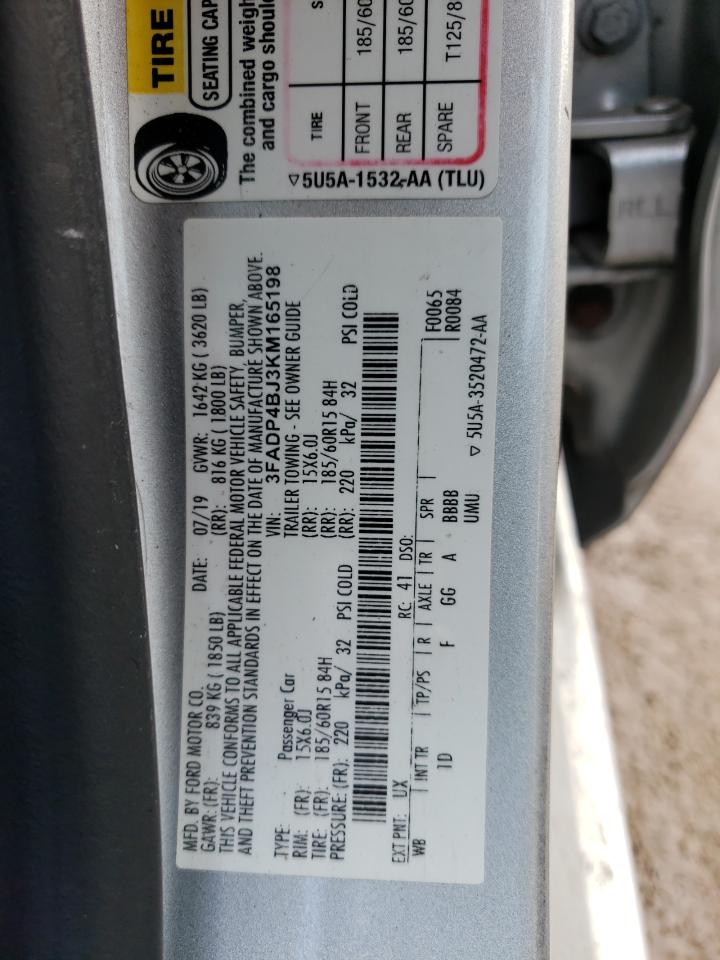 TIRE
SEATING CAP
The combined weigh
and cargo shoul
TIRE S
FRONT 185/60
REAR 185/60
SPARE T125/8
▽5U5A-1532-AA (TLU)
MFD. BY FORD MOTOR CO. DATE: 07/19 GVWR: 1642 KG ( 3620 LB)
GAWR: (FR): 839 KG ( 1850 LB) (RR): 816 KG ( 1800 LB)
THIS VEHICLE CONFORMS TO ALL APPLICABLE FEDERAL MOTOR VEHICLE SAFETY, BUMPER,
AND THEFT PREVENTION STANDARDS IN EFFECT ON THE DATE OF MANUFACTURE SHOWN ABOVE.
VIN: 3FADP4BJ3KM165198
TYPE: Passenger Car TRAILER TOWING - SEE OWNER GUIDE
RIM: (FR): 15X6.0J (RR): 15X6.0J
TIRE: (FR): 185/60R15 84H (RR): 185/60R15 84H
PRESSURE: (FR): 220 kPa/ 32 PSI COLD (RR): 220 kPa/ 32 PSI COLD
EXT PNT: UX RC: 41 DSO: F0065
WB INT TR TP/PS R AXLE TR SPR R0084
1D F GG A BBBB
UMU
▽ 5U5A-3520472-AA